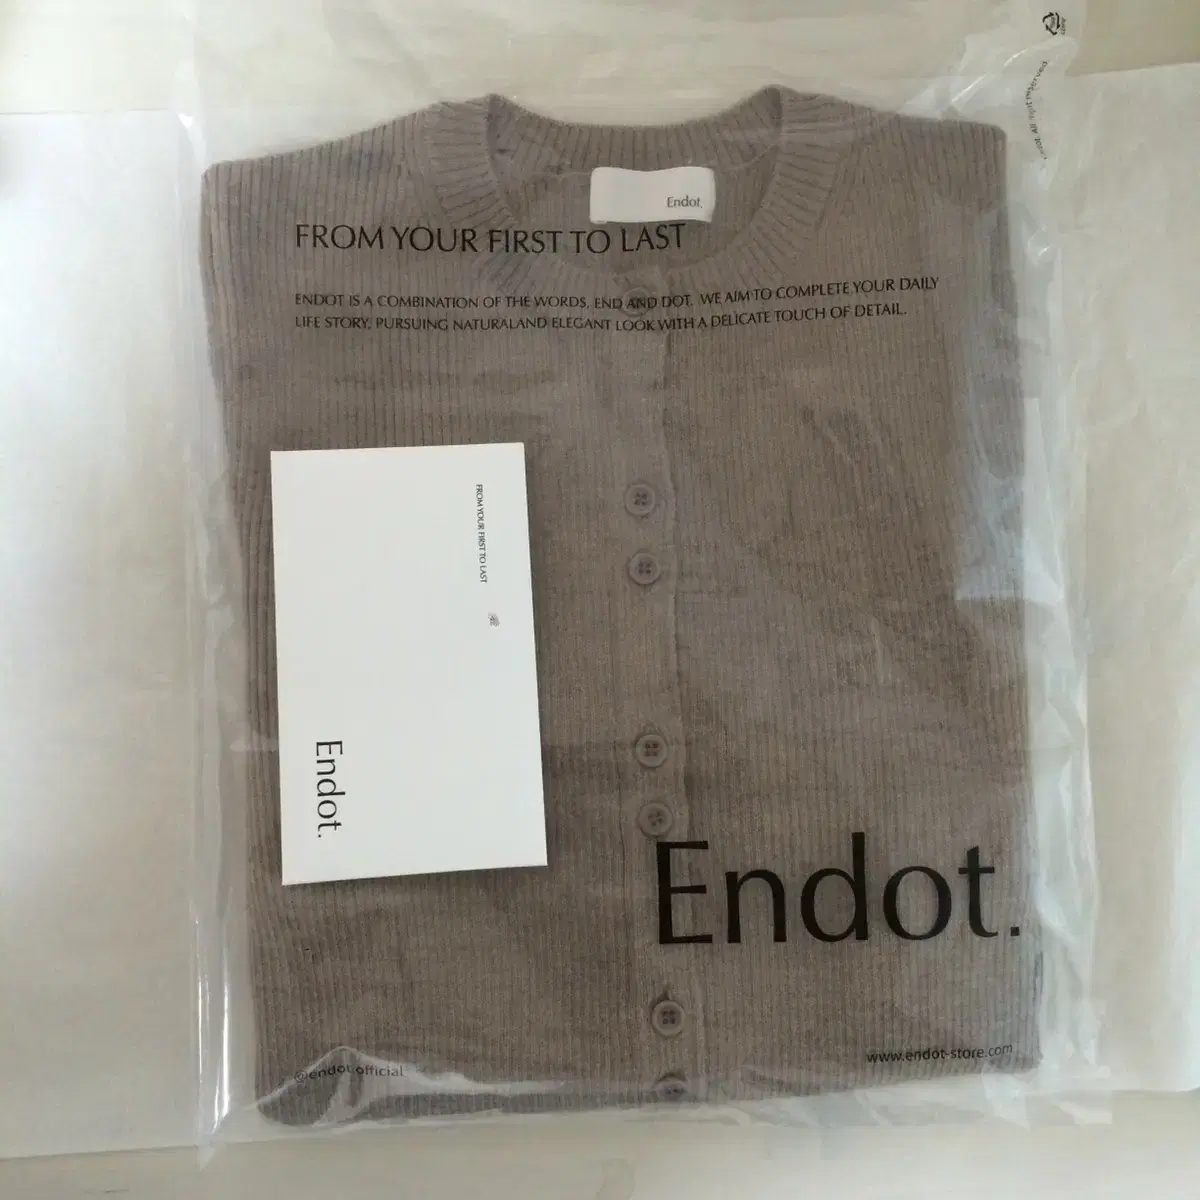 Endot.
FROM YOUR FIRST TO LAST
ENDOT IS A COMBINATION OF THE WORDS, END AND DOT. WE AIM TO COMPLETE YOUR DAILY
LIFE STORY, PURSUING NATURALAND ELEGANT LOOK WITH A DELICATE TOUCH OF DETAIL.
FROM YOUR FIRST TO LAST
Endot.
Endot.
@endot.official
www.endot-store.com